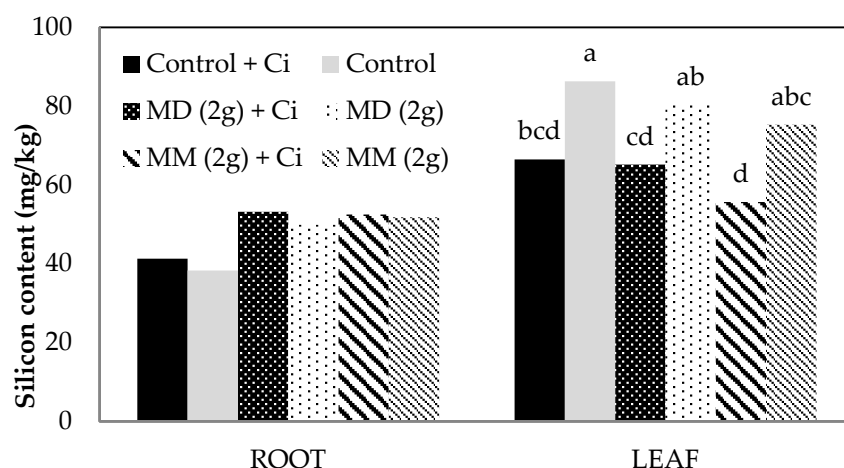 100
80
60
40
20
0
Silicon content (mg/kg)
Control + Ci Control
MD (2g) + Ci MD (2g)
MM (2g) + Ci MM (2g)
bcd a cd ab d abc
ROOT LEAF